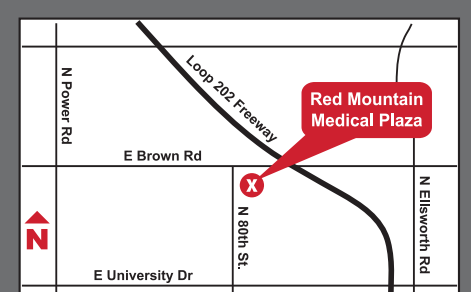 N Power Rd
Loop 202 Freeway
Red Mountain
Medical Plaza
E Brown Rd
X
N 80th St.
N Ellsworth Rd
N
E University Dr